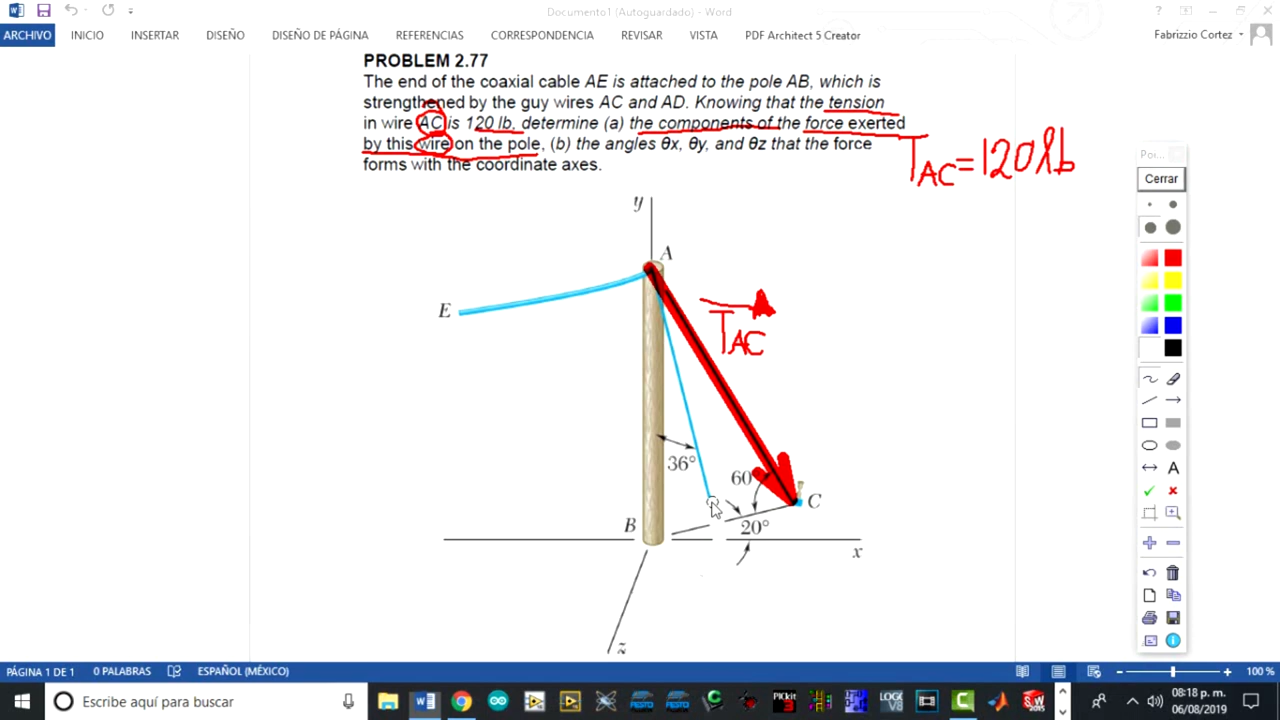 Documento1 (Autoguardado) - Word
ARCHIVO INICIO INSERTAR DISEÑO DISEÑO DE PÁGINA REFERENCIAS CORRESPONDENCIA REVISAR VISTA PDF Architect 5 Creator Fabrizzio Cortez
PROBLEM 2.77
The end of the coaxial cable AE is attached to the pole AB, which is
strengthened by the guy wires AC and AD. Knowing that the tension
in wire AC is 120 lb, determine (a) the components of the force exerted
by this wire on the pole, (b) the angles θx, θy, and θz that the force
forms with the coordinate axes.
TAC=120lb
Po...
Cerrar
y
A
E
TAC
36°
60
C
B
20°
x
z
A
PÁGINA 1 DE 1 0 PALABRAS ESPAÑOL (MÉXICO) 100 %
Escribe aquí para buscar
08:18 p. m.
06/08/2019